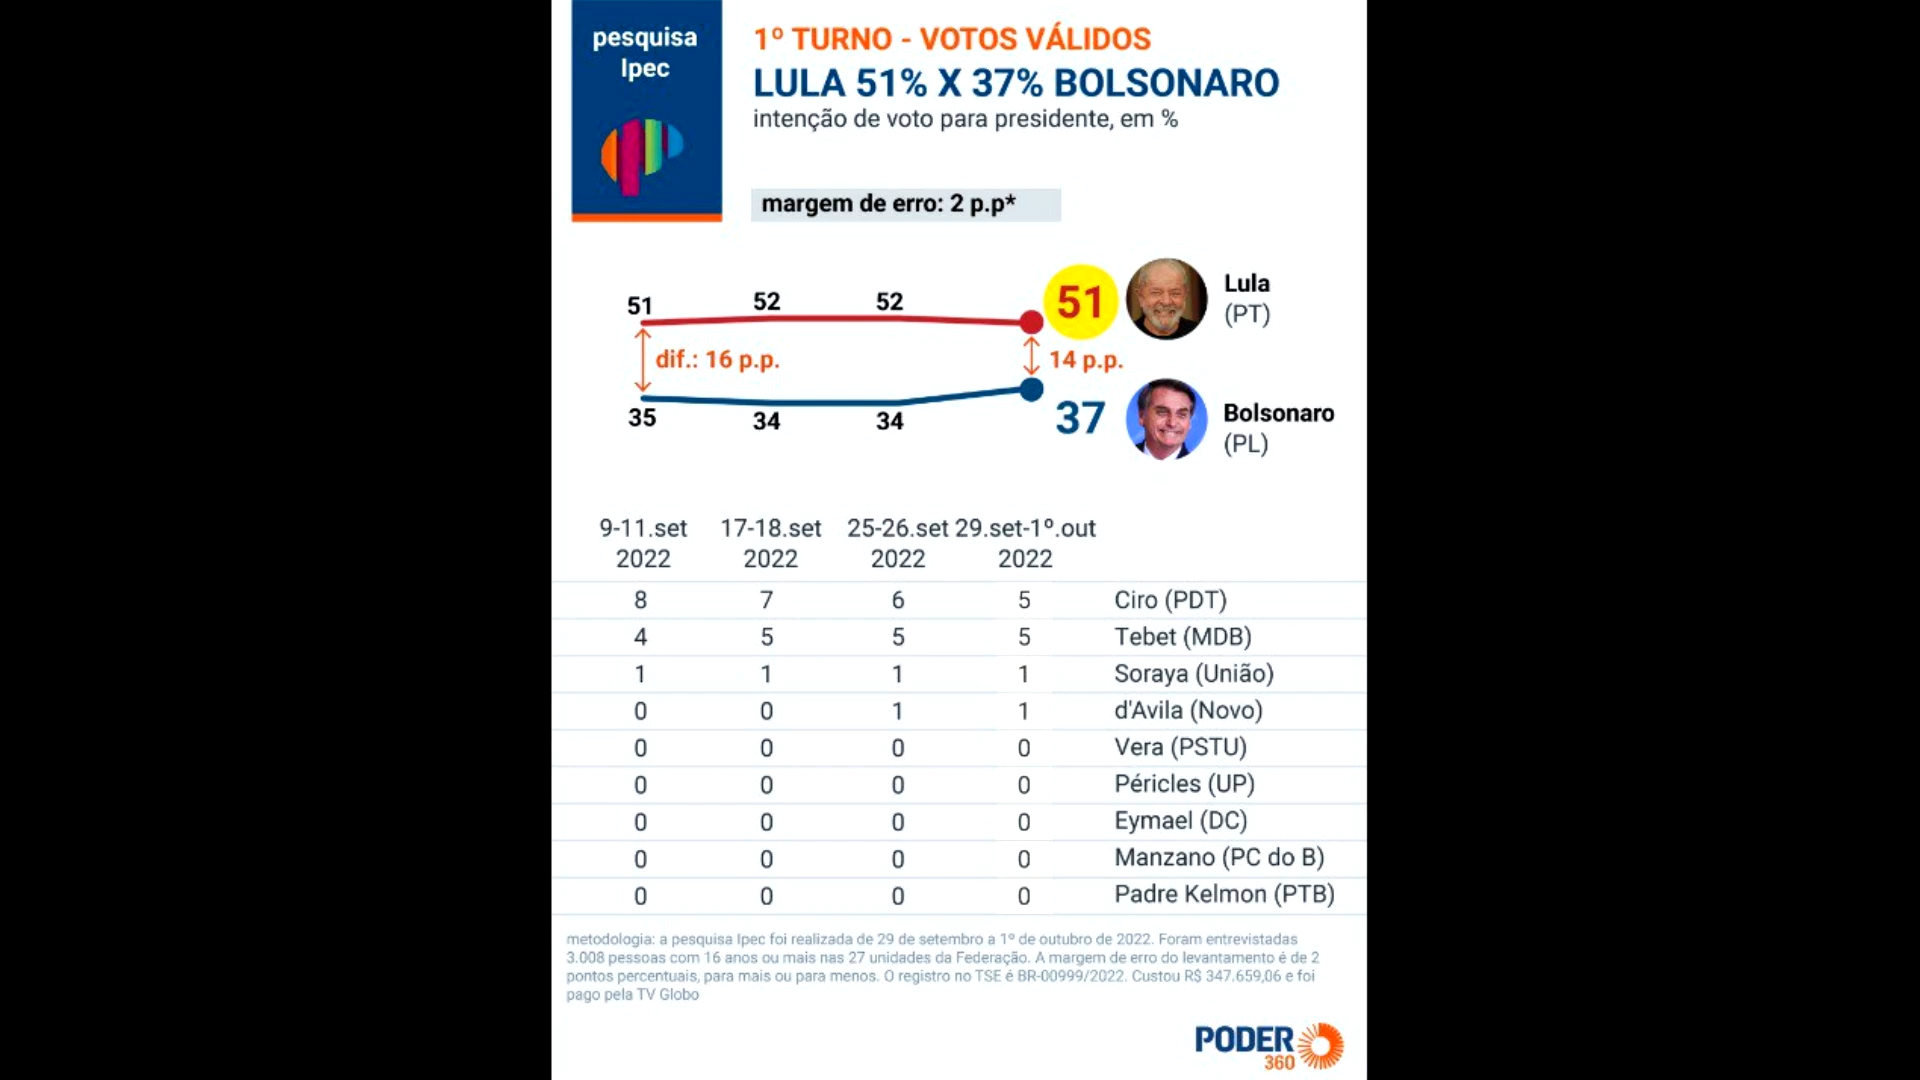 pesquisa
Ipec
1º TURNO - VOTOS VÁLIDOS
LULA 51% X 37% BOLSONARO
intenção de voto para presidente, em %
margem de erro: 2 p.p*
51 52 52 51 Lula
(PT)
dif.: 16 p.p. 14 p.p.
35 34 34 37 Bolsonaro
(PL)
9-11.set 17-18.set 25-26.set 29.set-1º.out
2022 2022 2022 2022
8 7 6 5 Ciro (PDT)
4 5 5 5 Tebet (MDB)
1 1 1 1 Soraya (União)
0 0 1 1 d'Avila (Novo)
0 0 0 0 Vera (PSTU)
0 0 0 0 Péricles (UP)
0 0 0 0 Eymael (DC)
0 0 0 0 Manzano (PC do B)
0 0 0 0 Padre Kelmon (PTB)
metodologia: a pesquisa Ipec foi realizada de 29 de setembro a 1º de outubro de 2022. Foram entrevistadas
3.008 pessoas com 16 anos ou mais nas 27 unidades da Federação. A margem de erro do levantamento é de 2
pontos percentuais, para mais ou para menos. O registro no TSE é BR-00999/2022. Custou R$ 347.659,06 e foi
pago pela TV Globo
PODER
360